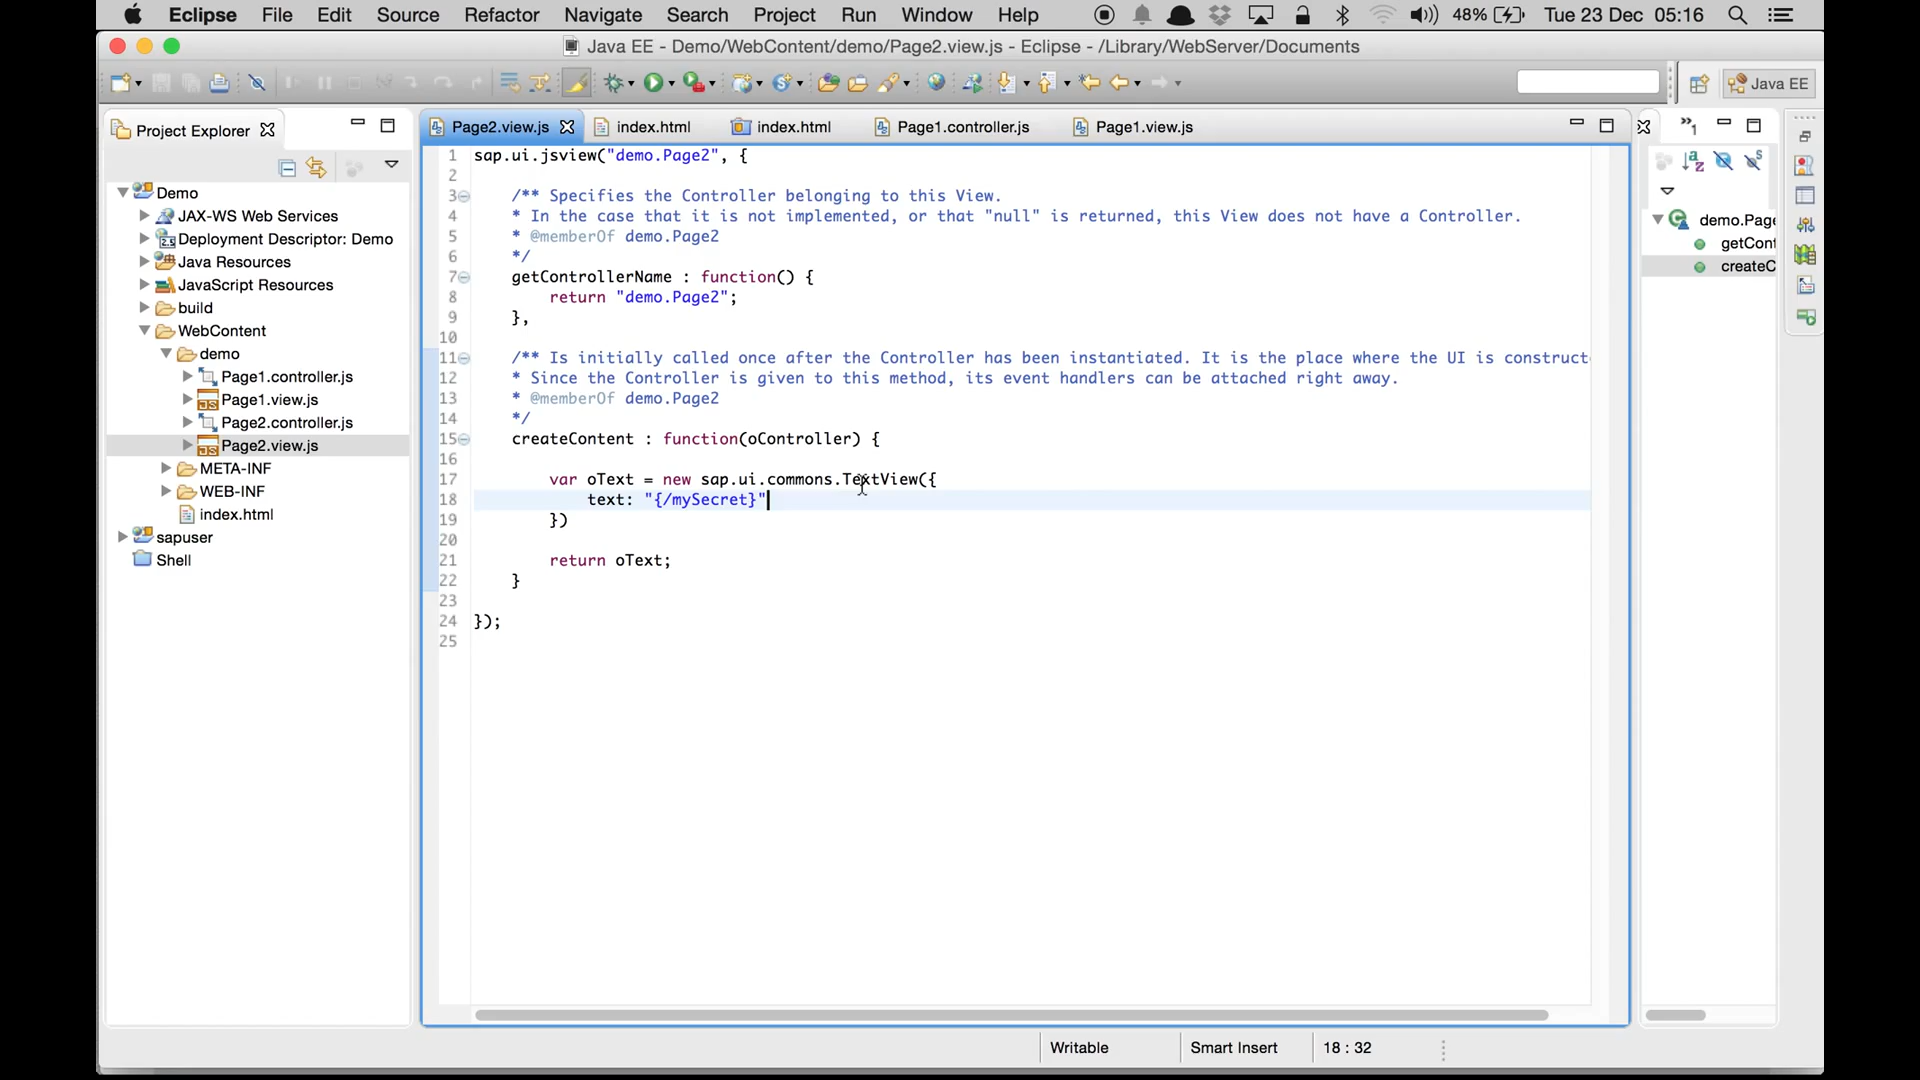 Eclipse File Edit Source Refactor Navigate Search Project Run Window Help 48% Tue 23 Dec 05:16
Java EE - Demo/WebContent/demo/Page2.view.js - Eclipse - /Library/WebServer/Documents
Java EE
Project Explorer
Page2.view.js index.html index.html Page1.controller.js Page1.view.js
Demo
JAX-WS Web Services
Deployment Descriptor: Demo
Java Resources
JavaScript Resources
build
WebContent
demo
Page1.controller.js
Page1.view.js
Page2.controller.js
Page2.view.js
META-INF
WEB-INF
index.html
sapuser
Shell
1 sap.ui.jsview("demo.Page2", {
2
3 /** Specifies the Controller belonging to this View.
4 * In the case that it is not implemented, or that "null" is returned, this View does not have a Controller.
5 * @memberOf demo.Page2
6 */
7 getControllerName : function() {
8 return "demo.Page2";
9 },
10
11 /** Is initially called once after the Controller has been instantiated. It is the place where the UI is construct
12 * Since the Controller is given to this method, its event handlers can be attached right away.
13 * @memberOf demo.Page2
14 */
15 createContent : function(oController) {
16
17 var oText = new sap.ui.commons.TextView({
18 text: "{/mySecret}"
19 })
20
21 return oText;
22 }
23
24 });
25
demo.Page
getCont
createC
Writable Smart Insert 18 : 32